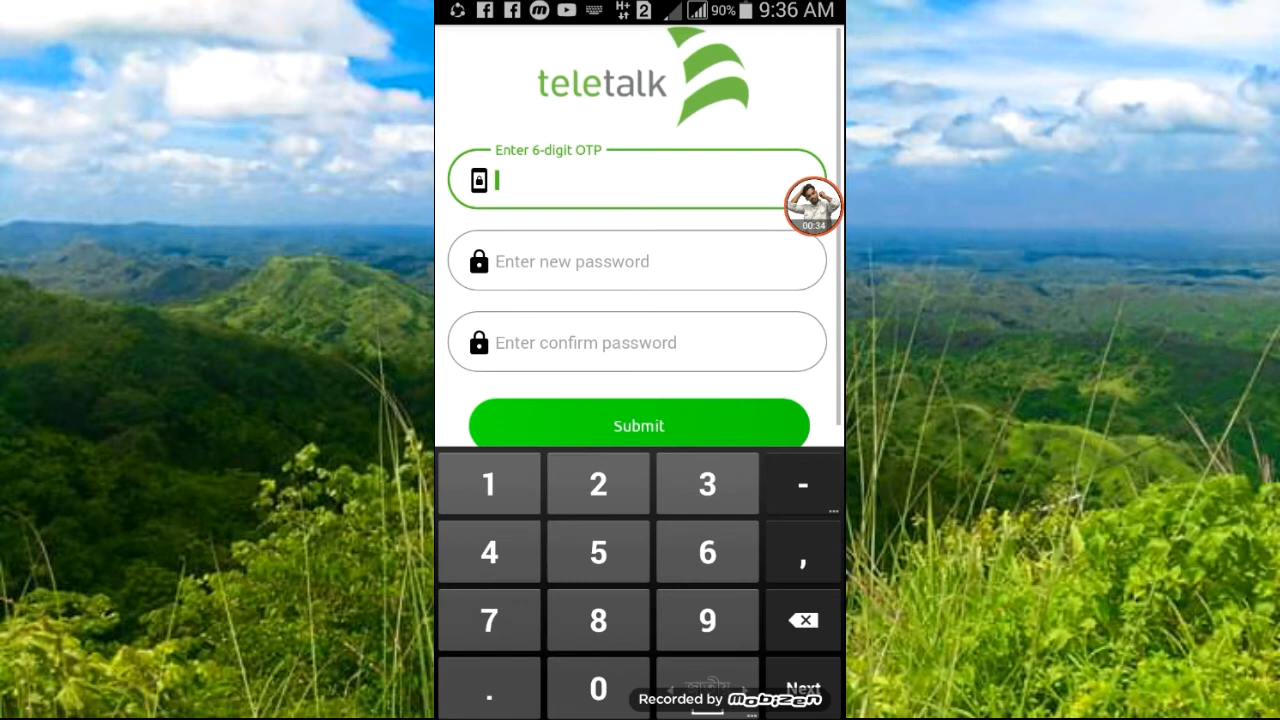 H+ 2 90% 9:36 AM
teletalk
Enter 6-digit OTP
00:34
Enter new password
Enter confirm password
Submit
1 2 3 -
4 5 6 ,
7 8 9
. 0 Next
Recorded by mobizen